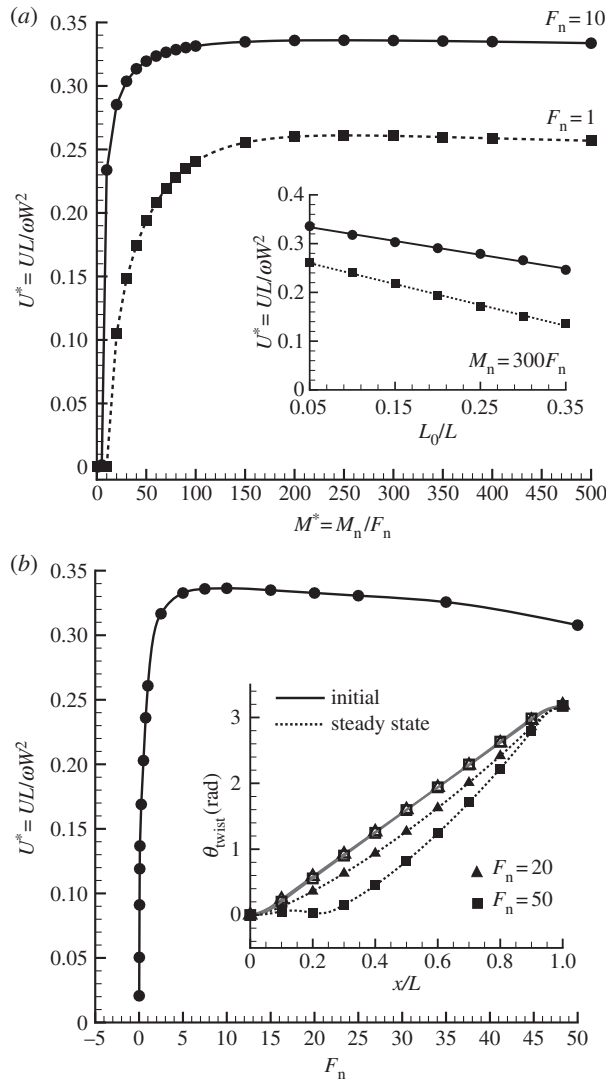 (a)
F_n = 10
F_n = 1
U* = UL/ωW²
0.35
0.30
0.25
0.20
0.15
0.10
0.05
0
0 50 100 150 200 250 300 350 400 450 500
M* = M_n/F_n
U* = UL/ωW²
0.4
0.3
0.2
0.1
0
0.05 0.15 0.25 0.35
L_0/L
M_n = 300F_n
(b)
U* = UL/ωW²
0.35
0.30
0.25
0.20
0.15
0.10
0.05
0
−5 0 5 10 15 20 25 30 35 40 45 50
F_n
initial
steady state
θ_twist (rad)
3
2
1
0
0 0.2 0.4 0.6 0.8 1.0
x/L
F_n = 20
F_n = 50